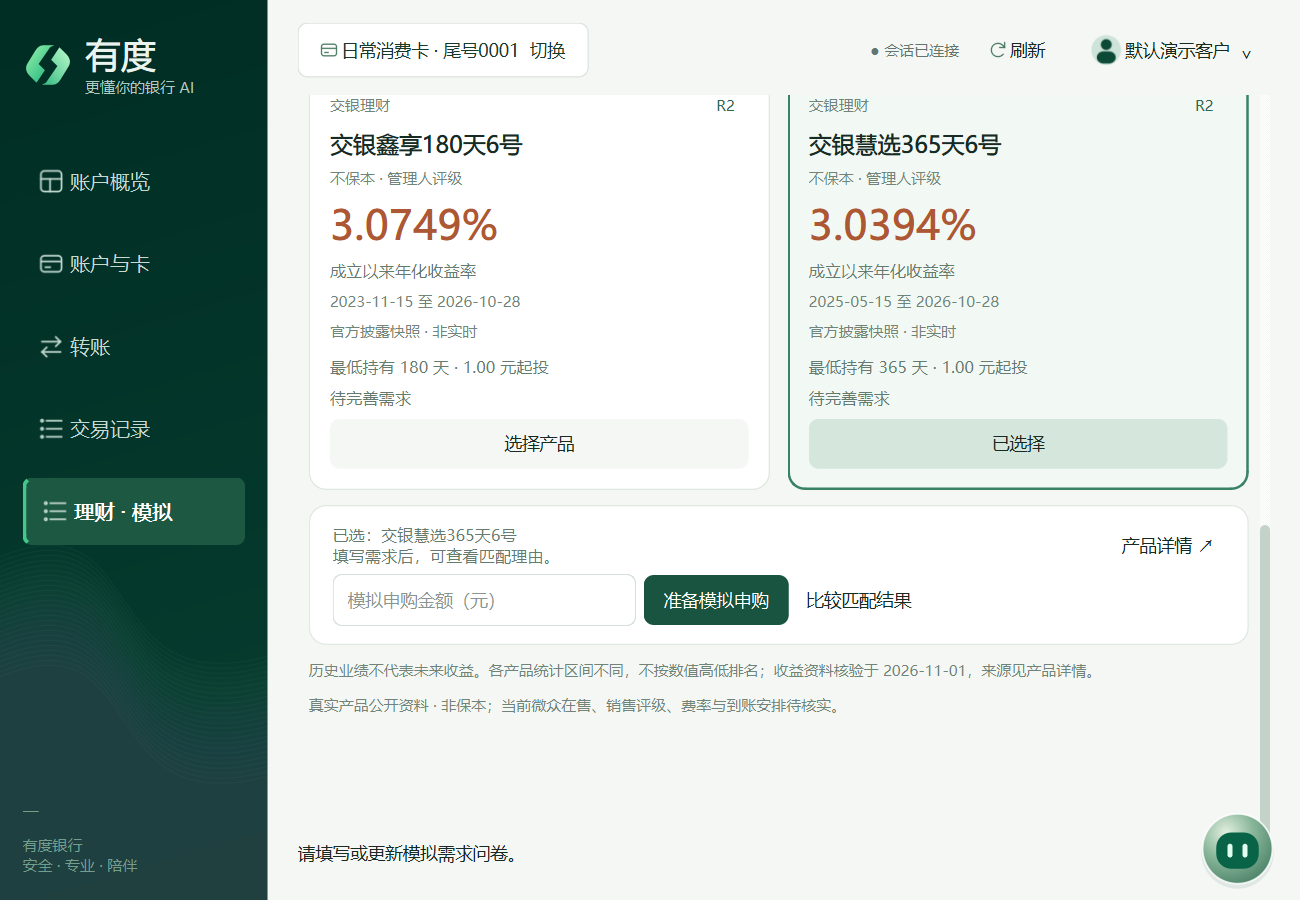 有度
更懂你的银行 AI
账户概览
账户与卡
转账
交易记录
理财 · 模拟
有度银行
安全 · 专业 · 陪伴
日常消费卡 · 尾号0001 切换
会话已连接
刷新
默认演示客户
交银理财 R2
交银鑫享180天6号
不保本 · 管理人评级
3.0749%
成立以来年化收益率
2023-11-15 至 2026-10-28
官方披露快照 · 非实时
最低持有 180 天 · 1.00 元起投
待完善需求
选择产品
交银理财 R2
交银慧选365天6号
不保本 · 管理人评级
3.0394%
成立以来年化收益率
2025-05-15 至 2026-10-28
官方披露快照 · 非实时
最低持有 365 天 · 1.00 元起投
待完善需求
已选择
已选：交银慧选365天6号
填写需求后，可查看匹配理由。
产品详情 ↗
模拟申购金额（元）
准备模拟申购
比较匹配结果
历史业绩不代表未来收益。各产品统计区间不同，不按数值高低排名；收益资料核验于 2026-11-01，来源见产品详情。
真实产品公开资料 · 非保本；当前微众在售、销售评级、费率与到账安排待核实。
请填写或更新模拟需求问卷。